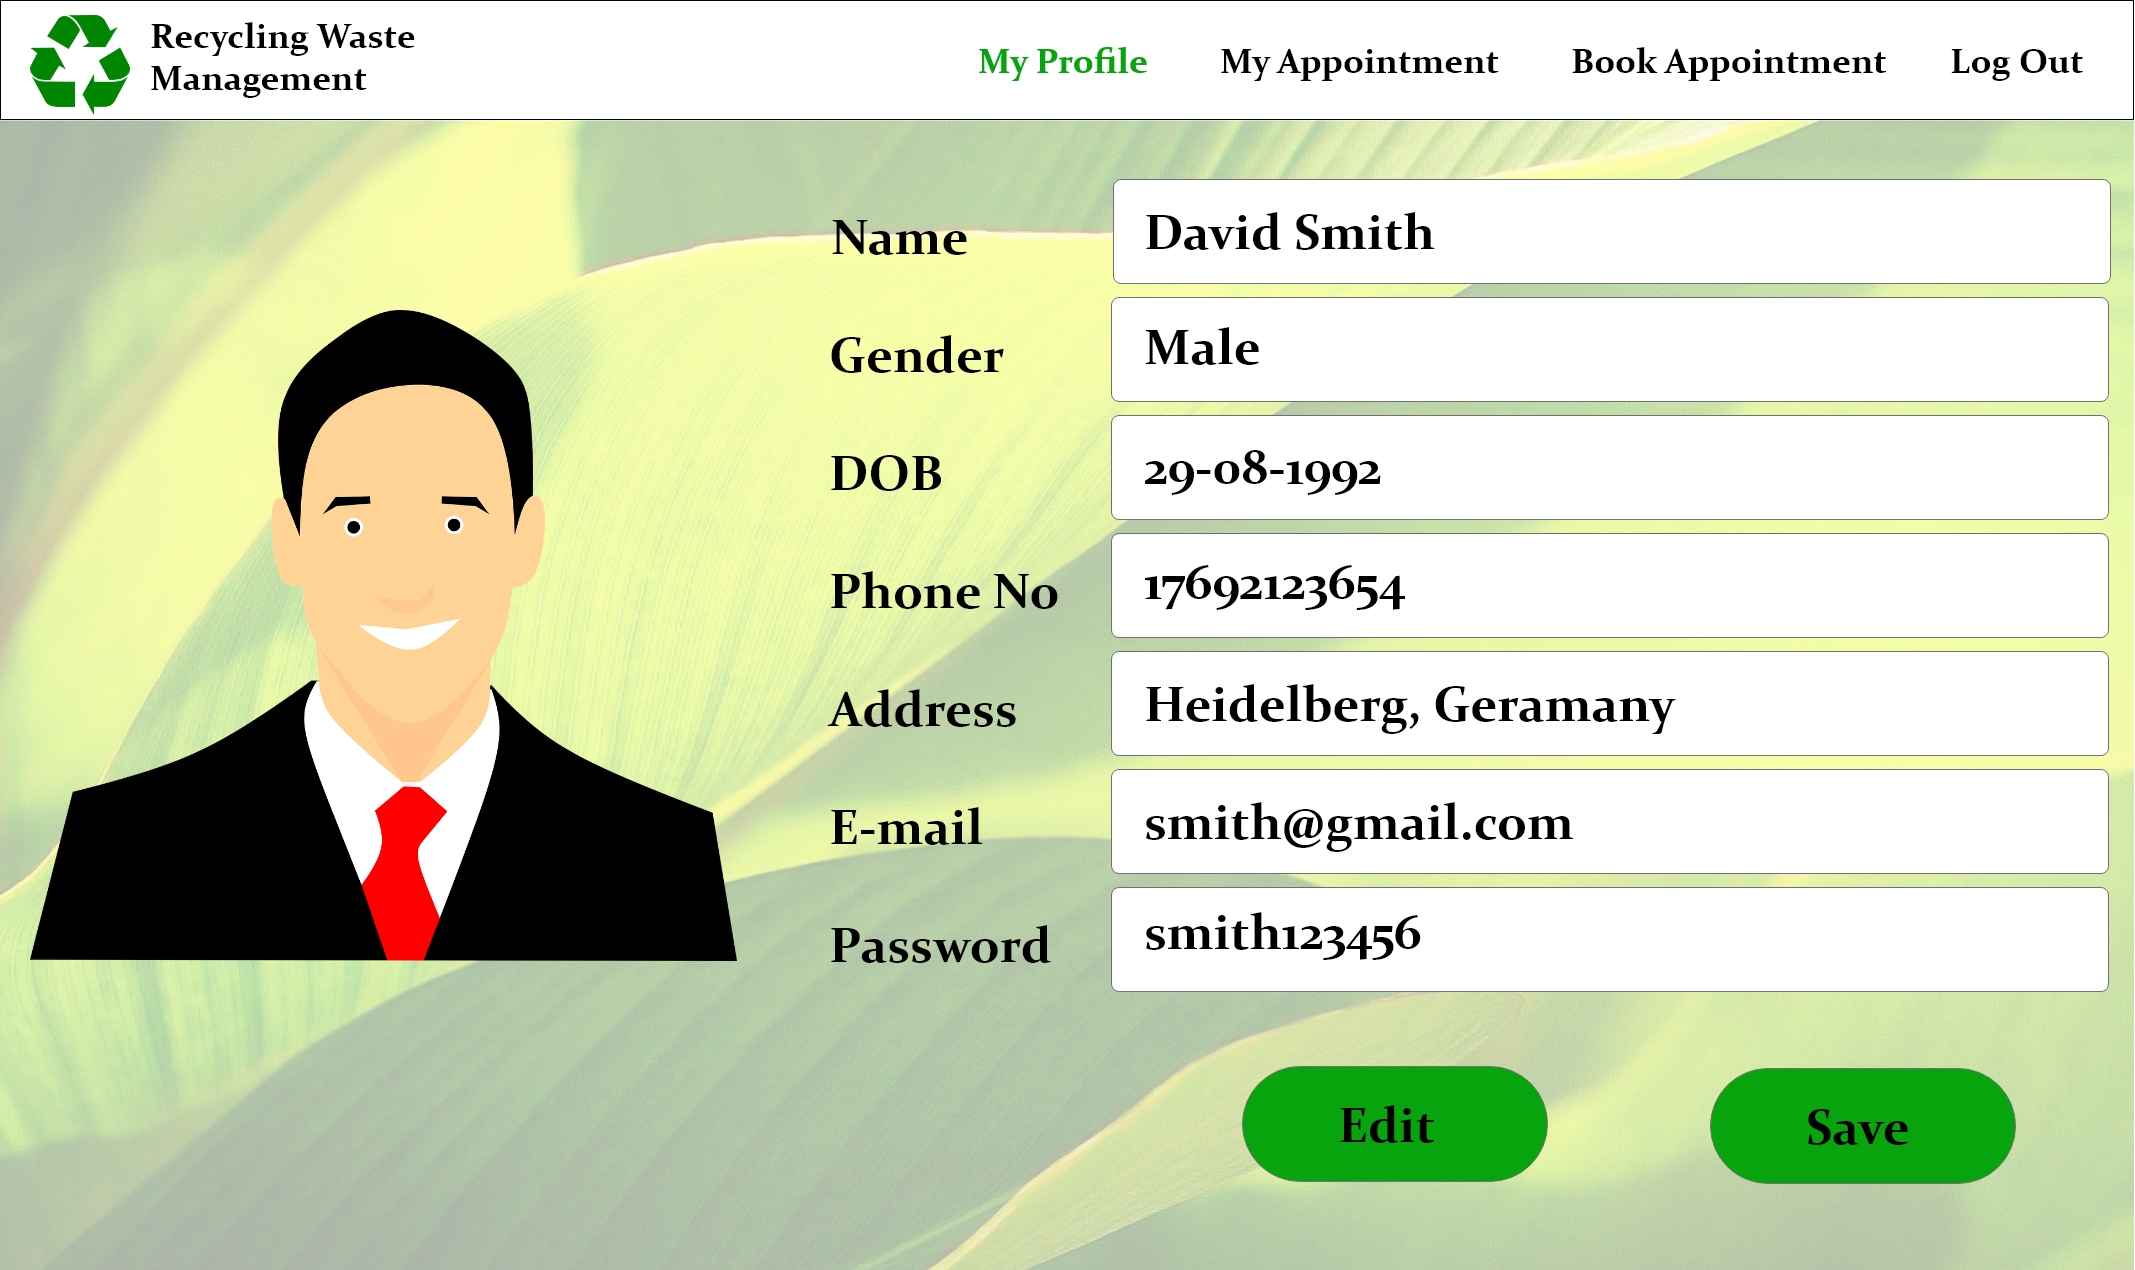 Recycling Waste
Management
My Profile
My Appointment
Book Appointment
Log Out
Name
David Smith
Gender
Male
DOB
29-08-1992
Phone No
17692123654
Address
Heidelberg, Geramany
E-mail
smith@gmail.com
Password
smith123456
Edit
Save